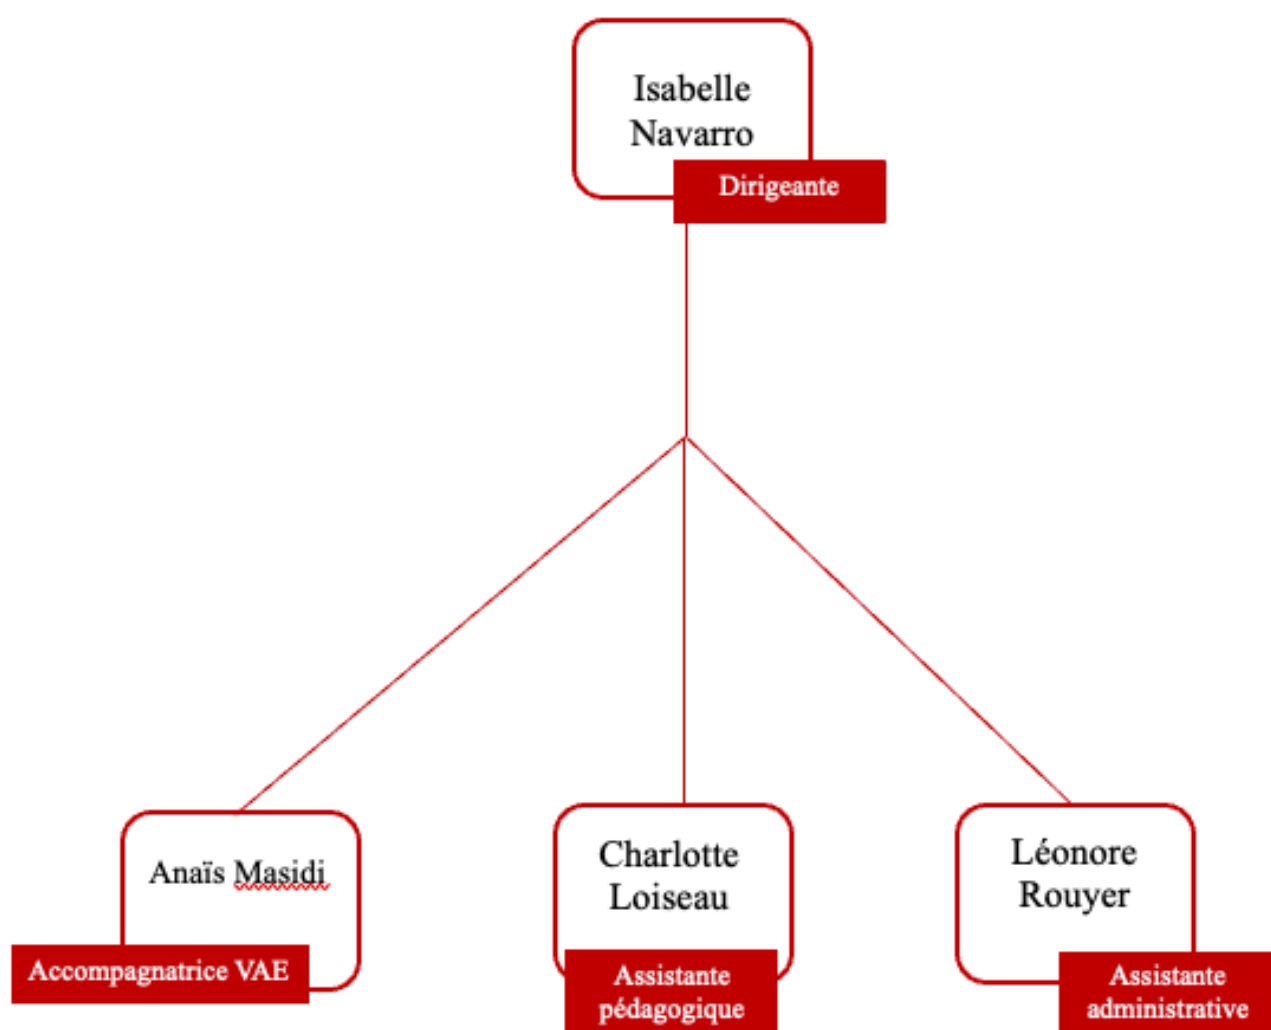 Isabelle
Navarro
Dirigeante
Anaïs Masidi
Accompagnatrice VAE
Charlotte
Loiseau
Assistante
pédagogique
Léonore
Rouyer
Assistante
administrative